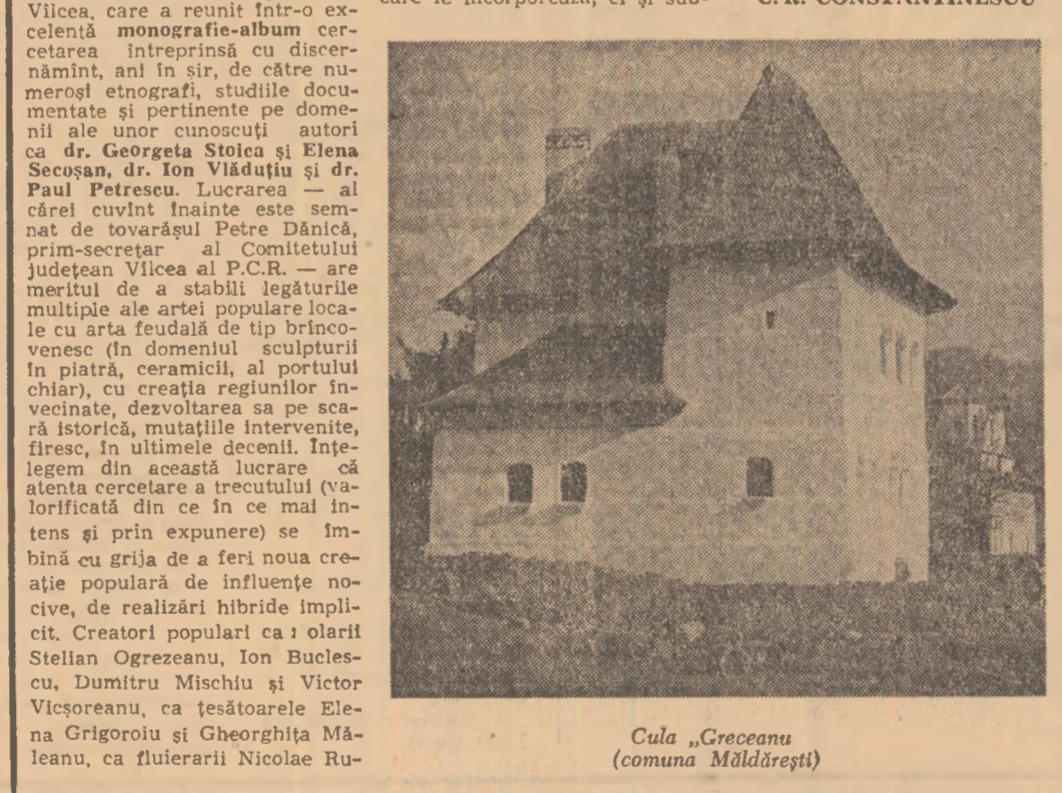 Vîlcea, care a reunit într-o ex-
celentă monografie-album cer-
cetarea întreprinsă cu discer-
nămînt, ani în șir, de către nu-
meroși etnografi, studiile docu-
mentate și pertinente pe dome-
nii ale unor cunoscuți autori
ca dr. Georgeta Stoica și Elena
Secoșan, dr. Ion Vlăduțiu și dr.
Paul Petrescu. Lucrarea — al
cărei cuvînt înainte este sem-
nat de tovarășul Petre Dănică,
prim-secretar al Comitetului
județean Vîlcea al P.C.R. — are
meritul de a stabili legăturile
multiple ale artei populare loca-
le cu arta feudală de tip brînco-
venesc (în domeniul sculpturii
în piatră, ceramicii, al portului
chiar), cu creația regiunilor în-
vecinate, dezvoltarea sa pe sca-
ră istorică, mutațiile intervenite,
firesc, în ultimele decenii. Înțe-
legem din această lucrare că
atenta cercetare a trecutului (va-
lorificată din ce în ce mai in-
tens și prin expunere) se îm-
bină cu grija de a feri noua cre-
ație populară de influențe no-
cive, de realizări hibride impli-
cit. Creatori populari ca : olarii
Stelian Ogrezeanu, Ion Bucles-
cu, Dumitru Mischiu și Victor
Vicșoreanu, ca țesătoarele Ele-
na Grigoroiu și Gheorghița Mă-
leanu, ca fluierarii Nicolae Ru-
care le încorporează, ci și sub-
C. R. CONSTANTINESCU
Cula „Greceanu
(comuna Măldărești)